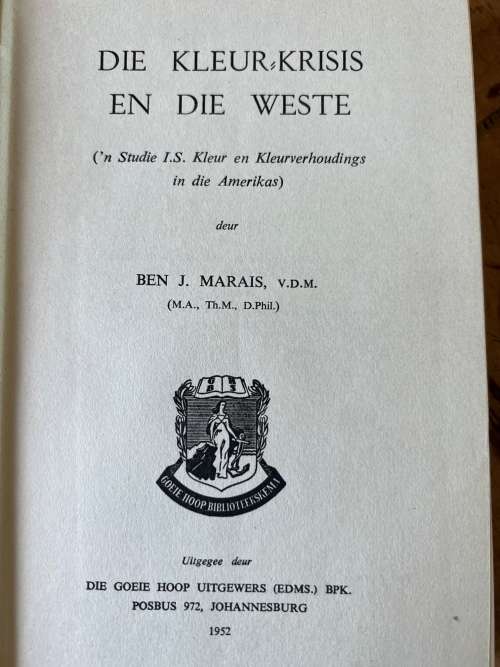 DIE KLEUR-KRISIS
EN DIE WESTE
('n Studie I.S. Kleur en Kleurverhoudings
in die Amerikas)
deur
BEN J. MARAIS, V.D.M.
(M.A., Th.M., D.Phil.)
GOEIE HOOP BIBLIOTEEKSKEMA
Uitgegee deur
DIE GOEIE HOOP UITGEWERS (EDMS.) BPK.
POSBUS 972, JOHANNESBURG
1952